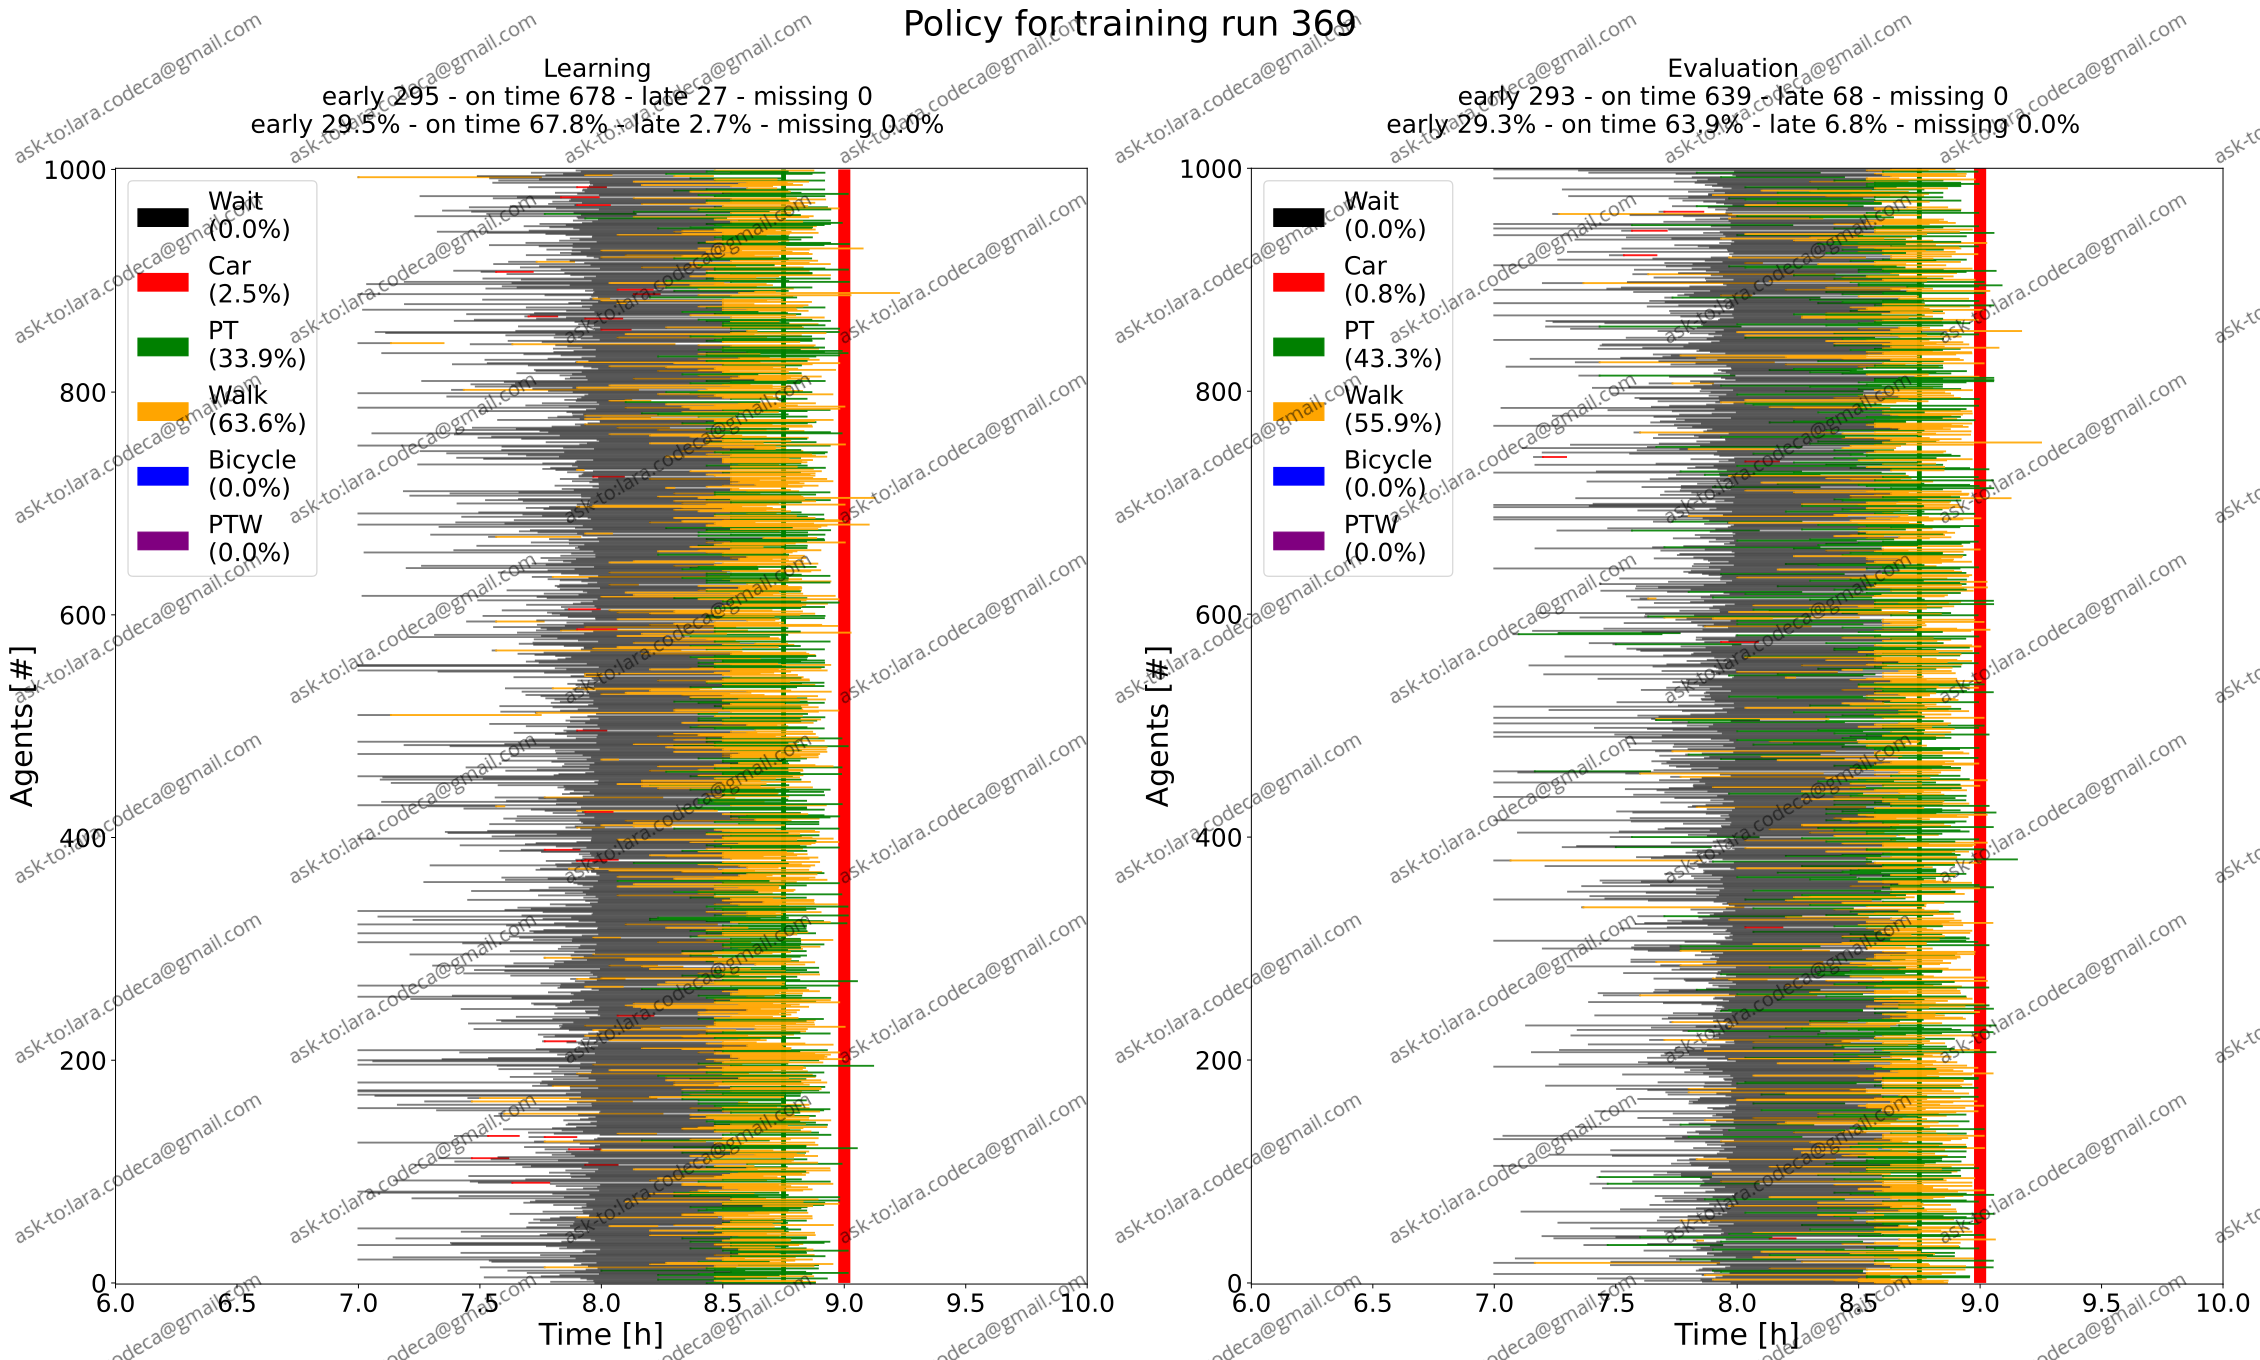 Policy for training run 369
Learning
early 295 - on time 678 - late 27 - missing 0
early 29.5% - on time 67.8% - late 2.7% - missing 0.0%
Evaluation
early 293 - on time 639 - late 68 - missing 0
early 29.3% - on time 63.9% - late 6.8% - missing 0.0%
Agents [#]
1000
800
600
400
200
0
Wait
(0.0%)
Car
(2.5%)
PT
(33.9%)
Walk
(63.6%)
Bicycle
(0.0%)
PTW
(0.0%)
6.0 6.5 7.0 7.5 8.0 8.5 9.0 9.5 10.0
Time [h]
Agents [#]
1000
800
600
400
200
0
Wait
(0.0%)
Car
(0.8%)
PT
(43.3%)
Walk
(55.9%)
Bicycle
(0.0%)
PTW
(0.0%)
6.0 6.5 7.0 7.5 8.0 8.5 9.0 9.5 10.0
Time [h]
ask-to:lara.codeca@gmail.com